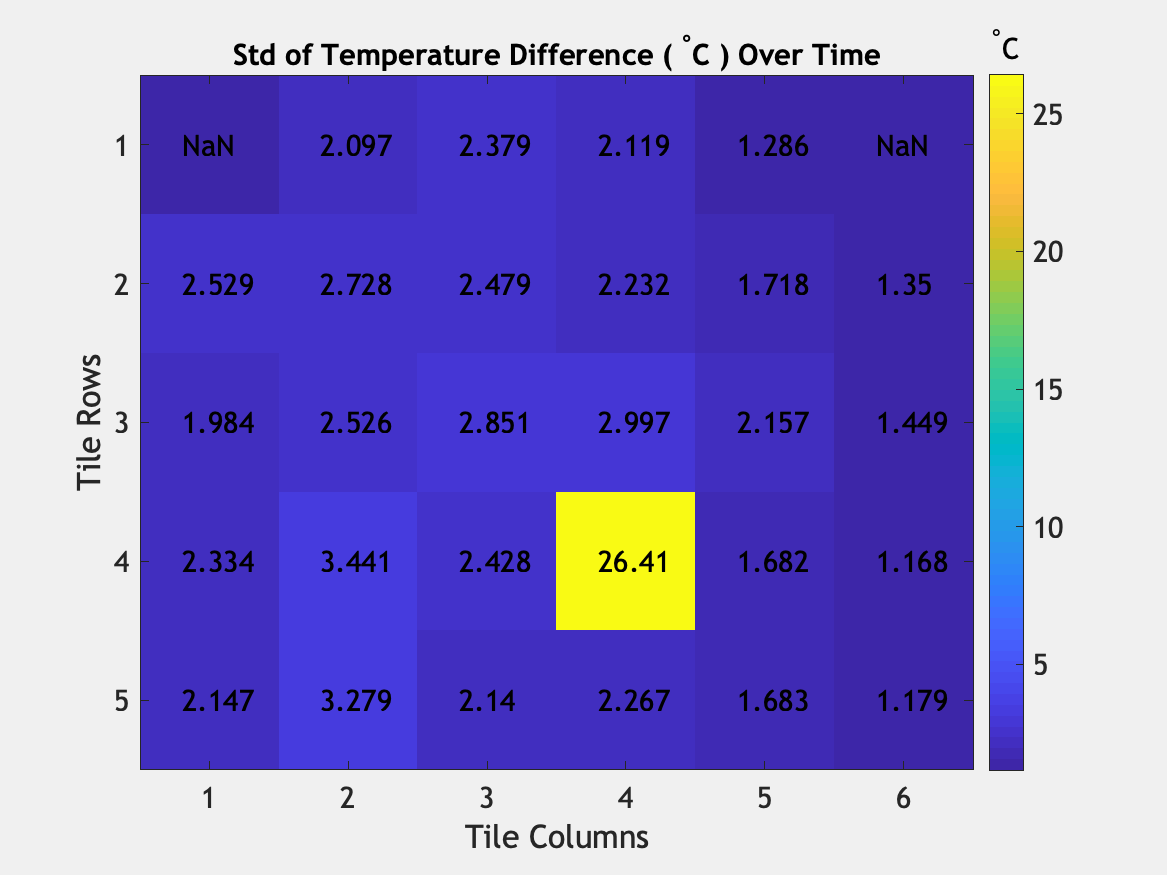 Std of Temperature Difference ( °C ) Over Time
°C
1 NaN 2.097 2.379 2.119 1.286 NaN
2 2.529 2.728 2.479 2.232 1.718 1.35
3 1.984 2.526 2.851 2.997 2.157 1.449
4 2.334 3.441 2.428 26.41 1.682 1.168
5 2.147 3.279 2.14 2.267 1.683 1.179
1 2 3 4 5 6
Tile Columns
Tile Rows
25
20
15
10
5